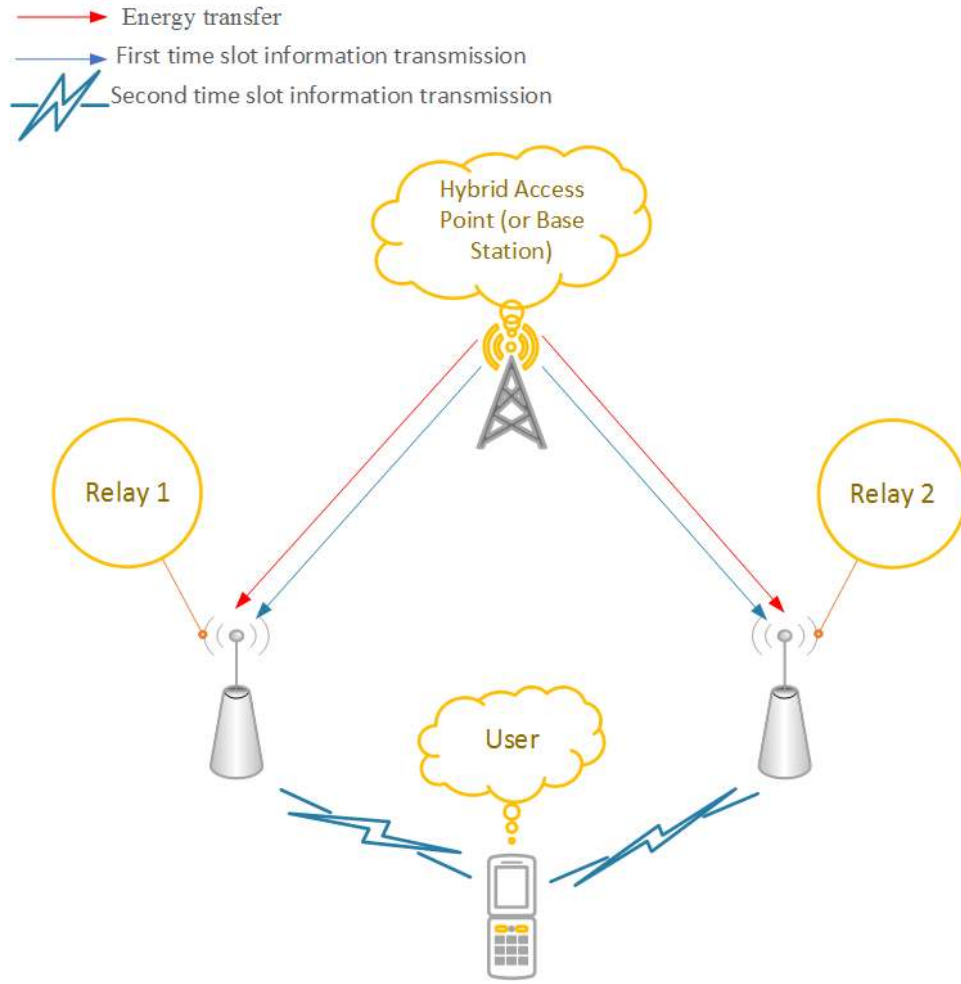 Energy transfer
First time slot information transmission
Second time slot information transmission
Hybrid Access
Point (or Base
Station)
Relay 1
Relay 2
User